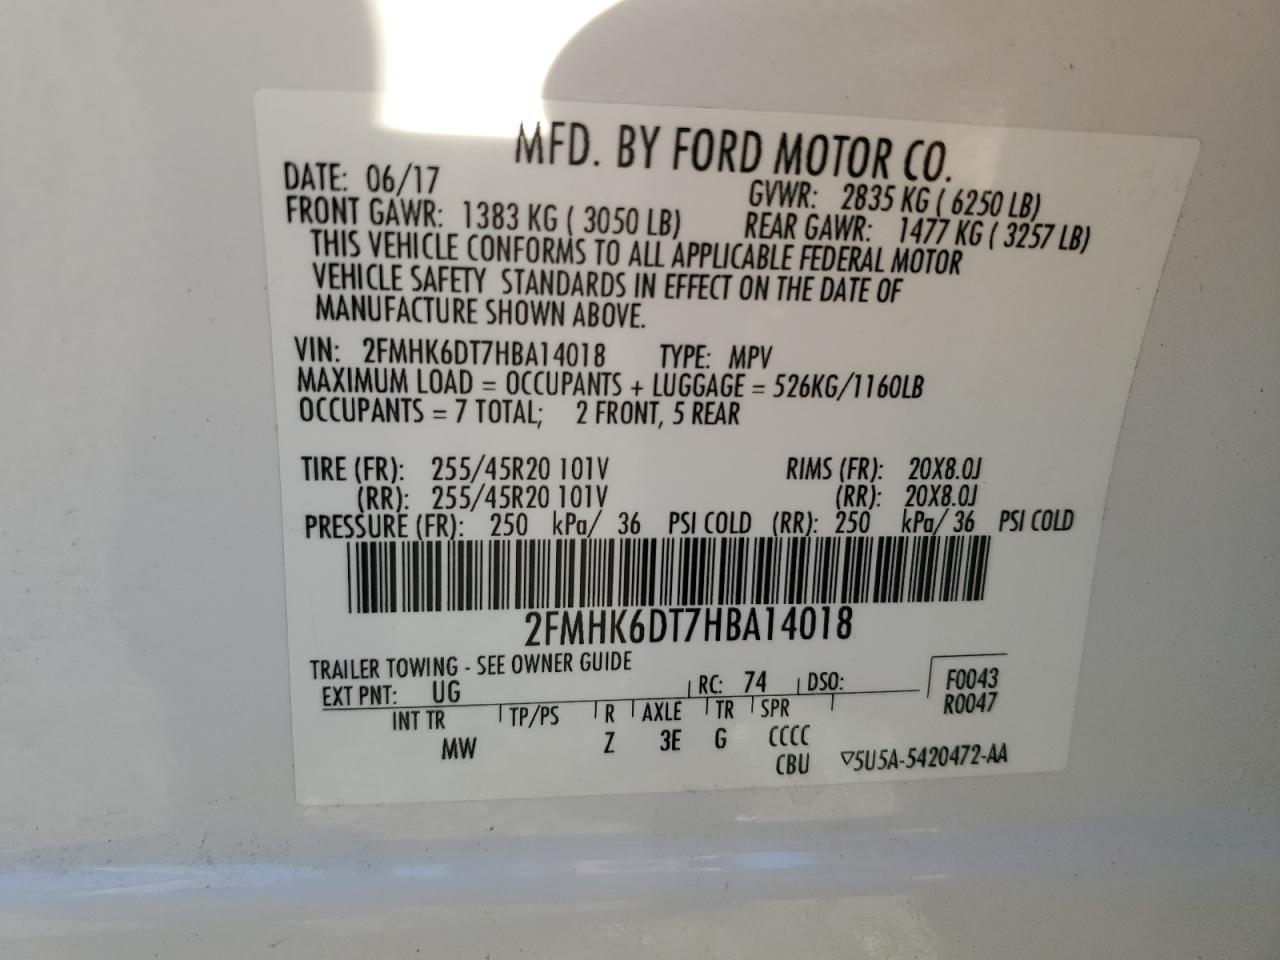 MFD. BY FORD MOTOR CO.
DATE: 06/17 GVWR: 2835 KG ( 6250 LB)
FRONT GAWR: 1383 KG ( 3050 LB) REAR GAWR: 1477 KG ( 3257 LB)
THIS VEHICLE CONFORMS TO ALL APPLICABLE FEDERAL MOTOR
VEHICLE SAFETY STANDARDS IN EFFECT ON THE DATE OF
MANUFACTURE SHOWN ABOVE.
VIN: 2FMHK6DT7HBA14018 TYPE: MPV
MAXIMUM LOAD = OCCUPANTS + LUGGAGE = 526KG/1160LB
OCCUPANTS = 7 TOTAL; 2 FRONT, 5 REAR
TIRE (FR): 255/45R20 101V RIMS (FR): 20X8.0J
(RR): 255/45R20 101V (RR): 20X8.0J
PRESSURE (FR): 250 kPa/ 36 PSI COLD (RR): 250 kPa/ 36 PSI COLD
2FMHK6DT7HBA14018
TRAILER TOWING - SEE OWNER GUIDE
EXT PNT: UG RC: 74 DSO: F0043
R0047
INT TR TP/PS R AXLE TR SPR
MW Z 3E G CCCC
CBU ▽5U5A-5420472-AA